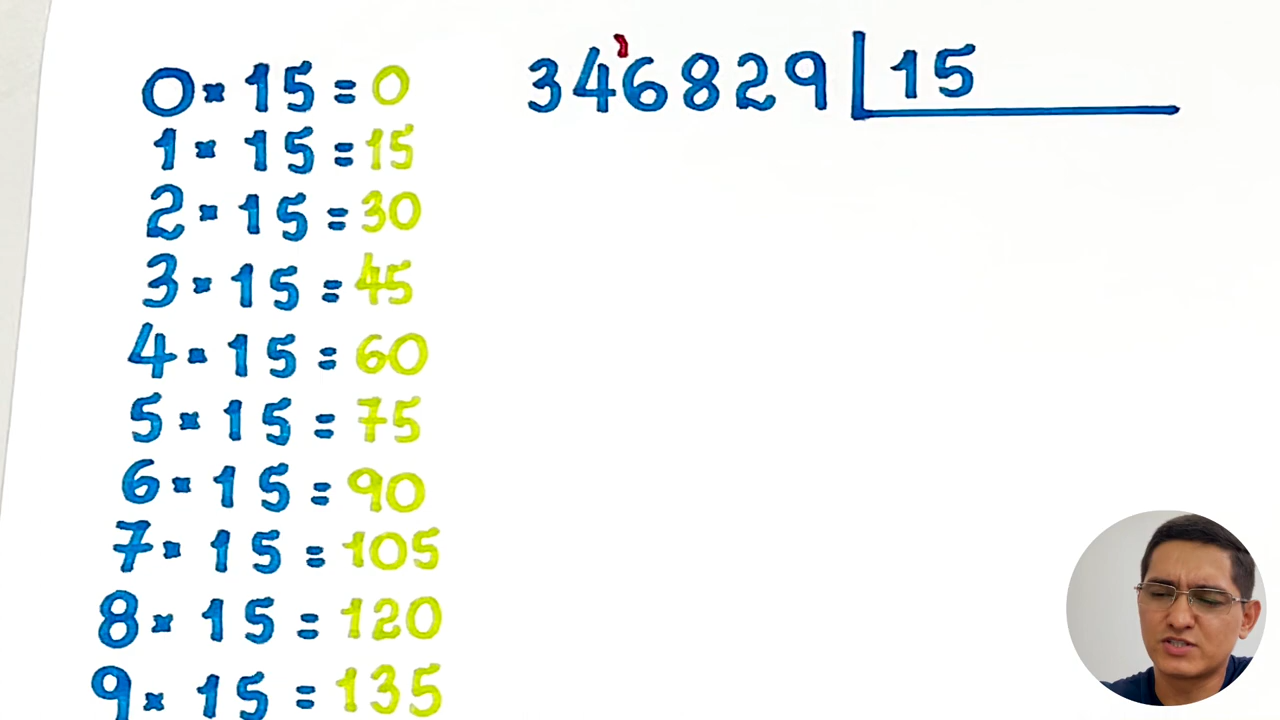 0 × 15 = 0
1 × 15 = 15
2 × 15 = 30
3 × 15 = 45
4 × 15 = 60
5 × 15 = 75
6 × 15 = 90
7 × 15 = 105
8 × 15 = 120
9 × 15 = 135
346829 15